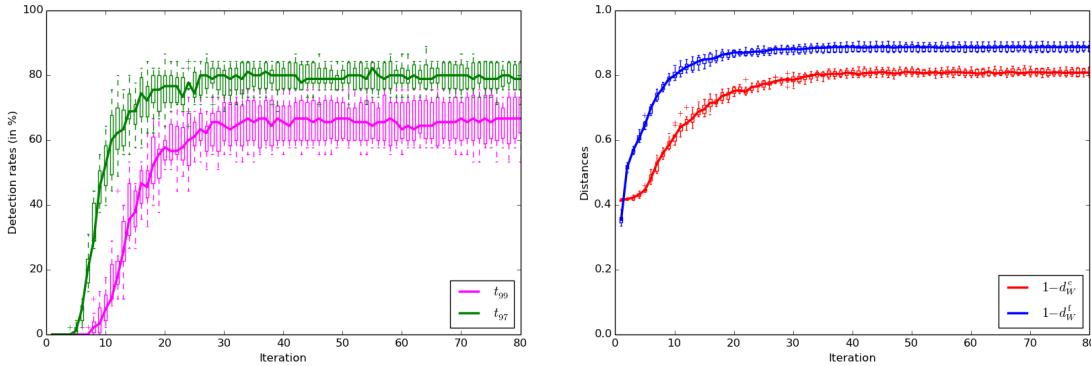 100
80
60
40
20
0
Detection rates (in %)
0 10 20 30 40 50 60 70 80
Iteration
t₉₉
t₉₇
1.0
0.8
0.6
0.4
0.2
0.0
Distances
0 10 20 30 40 50 60 70 80
Iteration
1−d_W^c
1−d_W^f